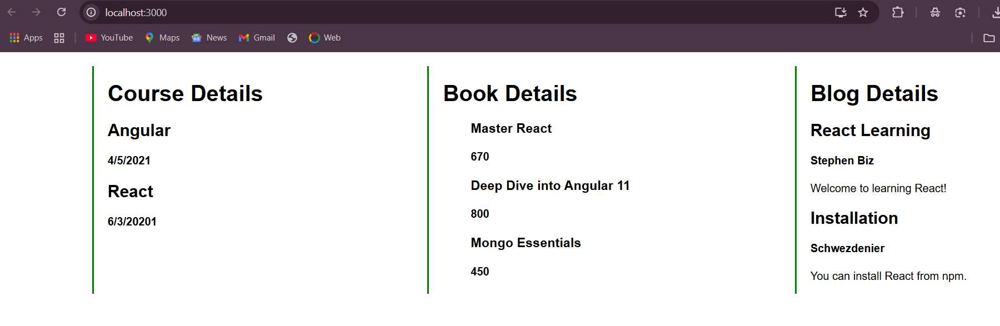 localhost:3000
Apps
YouTube
Maps
News
Gmail
Web
Course Details
Angular
4/5/2021
React
6/3/20201
Book Details
Master React
670
Deep Dive into Angular 11
800
Mongo Essentials
450
Blog Details
React Learning
Stephen Biz
Welcome to learning React!
Installation
Schwezdenier
You can install React from npm.